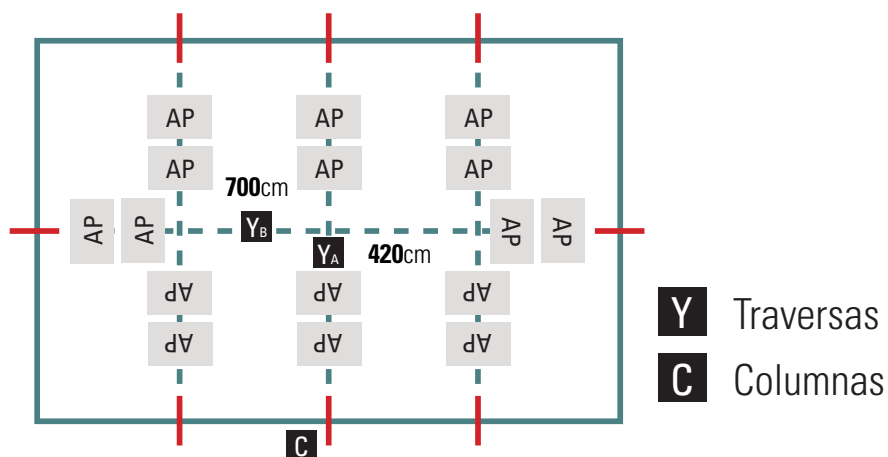 AP AP AP
AP AP AP
700cm
AP AP AP AP
YB
YA 420cm
AP AP AP
AP AP AP
C
Y Traversas
C Columnas